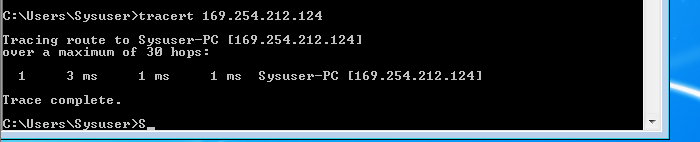 C:\Users\Sysuser>tracert 169.254.212.124
Tracing route to Sysuser-PC [169.254.212.124]
over a maximum of 30 hops:
1 3 ms 1 ms 1 ms Sysuser-PC [169.254.212.124]
Trace complete.
C:\Users\Sysuser>S_